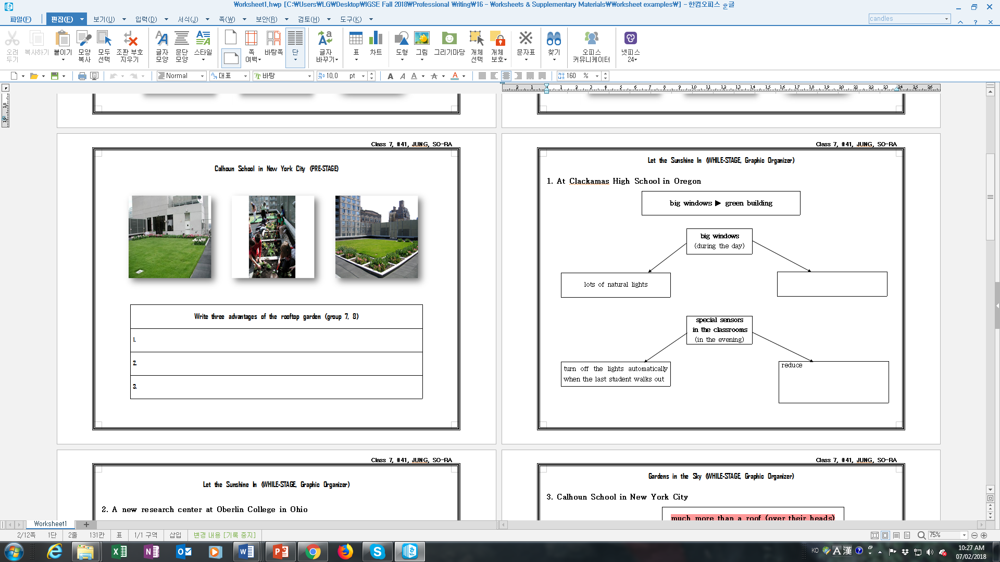 Worksheet1.hwp [C:₩Users₩LG₩Desktop₩IGSE Fall 2018₩Professional Writing₩16 - Worksheets & Supplementary Materials₩Worksheet examples₩] - 한컴오피스 한글
파일(F) 편집(E) 보기(U) 입력(D) 서식(J) 쪽(W) 보안(R) 검토(H) 도구(K)
candles
오려 두기
복사하기
붙이기
모양 복사
모두 선택
조판 부호 지우기
글자 모양
문단 모양
스타일
쪽 여백
바탕쪽
단
글자 바꾸기
표
차트
도형
그림
그리기마당
개체 선택
개체 보호
문자표
찾기
오피스 커뮤니케이터
넷피스 24
Normal 대표 바탕 10,0 pt 160 %
Class 7, #41, JUNG, SO-RA
Calhoun School in New York City (PRE-STAGE)
Write three advantages of the rooftop garden (group 7, 8)
1.
2.
3.
Class 7, #41, JUNG, SO-RA
Let the Sunshine In (WHILE-STAGE, Graphic Organizer)
1. At Clackamas High School in Oregon
big windows ▶ green building
big windows
(during the day)
lots of natural lights
special sensors
in the classrooms
(in the evening)
turn off the lights automatically
when the last student walks out
reduce
Class 7, #41, JUNG, SO-RA
Let the Sunshine In (WHILE-STAGE, Graphic Organizer)
2. A new research center at Oberlin College in Ohio
Class 7, #41, JUNG, SO-RA
Gardens in the Sky (WHILE-STAGE, Graphic Organizer)
3. Calhoun School in New York City
much more than a roof (over their heads)
Worksheet1
2/12쪽 1단 2줄 131칸 표 1/1 구역 삽입 변경 내용 [기록 중지]
75%
KO A 漢
10:27 AM
07/02/2018